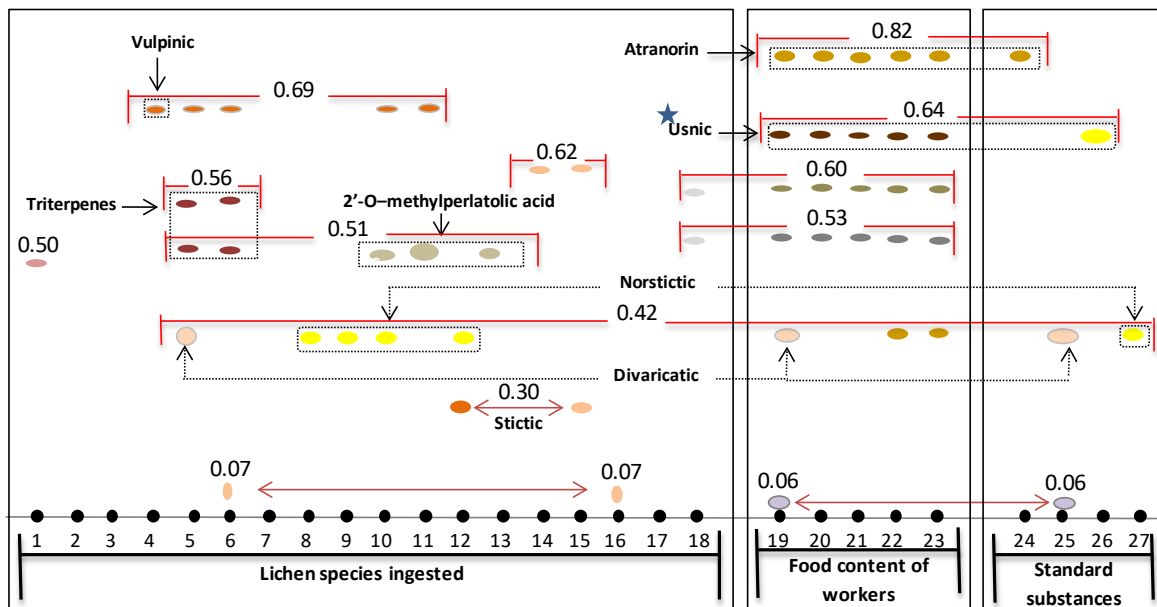 Vulpinic
Atranorin
0.82
0.69
Usnic
0.64
0.62
0.60
0.56
Triterpenes
2’-O–methylperlatolic acid
0.51
0.53
0.50
Norstictic
0.42
Divaricatic
0.30
Stictic
0.07
0.07
0.06
0.06
1 2 3 4 5 6 7 8 9 10 11 12 13 14 15 16 17 18 19 20 21 22 23 24 25 26 27
Lichen species ingested
Food content of
workers
Standard
substances